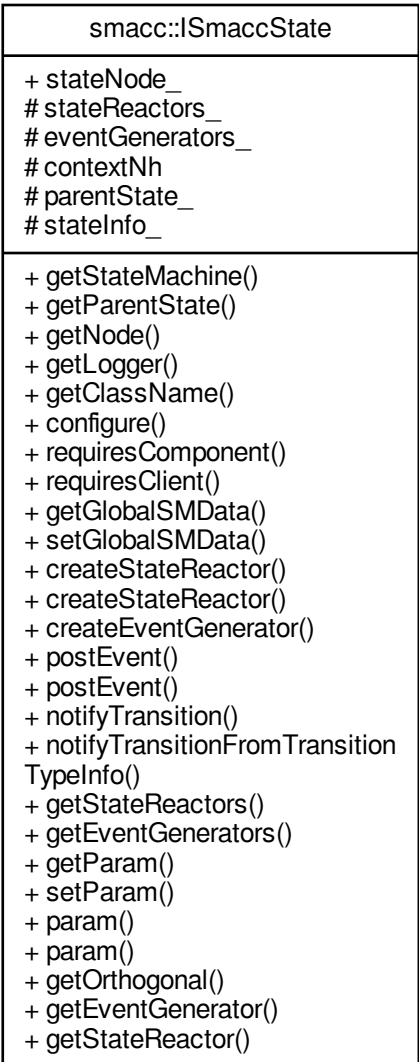 smacc::ISmaccState
+ stateNode_
# stateReactors_
# eventGenerators_
# contextNh
# parentState_
# stateInfo_
+ getStateMachine()
+ getParentState()
+ getNode()
+ getLogger()
+ getClassName()
+ configure()
+ requiresComponent()
+ requiresClient()
+ getGlobalSMData()
+ setGlobalSMData()
+ createStateReactor()
+ createStateReactor()
+ createEventGenerator()
+ postEvent()
+ postEvent()
+ notifyTransition()
+ notifyTransitionFromTransition
TypeInfo()
+ getStateReactors()
+ getEventGenerators()
+ getParam()
+ setParam()
+ param()
+ param()
+ getOrthogonal()
+ getEventGenerator()
+ getStateReactor()